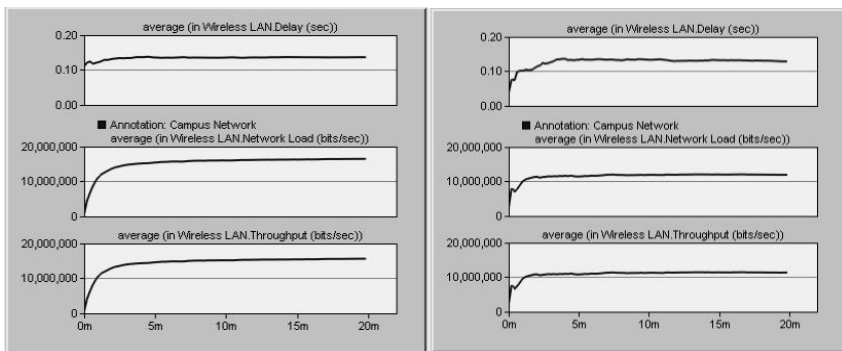 average (in Wireless LAN.Delay (sec))
0.20
0.10
0.00
Annotation: Campus Network
average (in Wireless LAN.Network Load (bits/sec))
20,000,000
10,000,000
0
average (in Wireless LAN.Throughput (bits/sec))
20,000,000
10,000,000
0
0m 5m 10m 15m 20m
average (in Wireless LAN.Delay (sec))
0.20
0.10
0.00
Annotation: Campus Network
average (in Wireless LAN.Network Load (bits/sec))
20,000,000
10,000,000
0
average (in Wireless LAN.Throughput (bits/sec))
20,000,000
10,000,000
0
0m 5m 10m 15m 20m